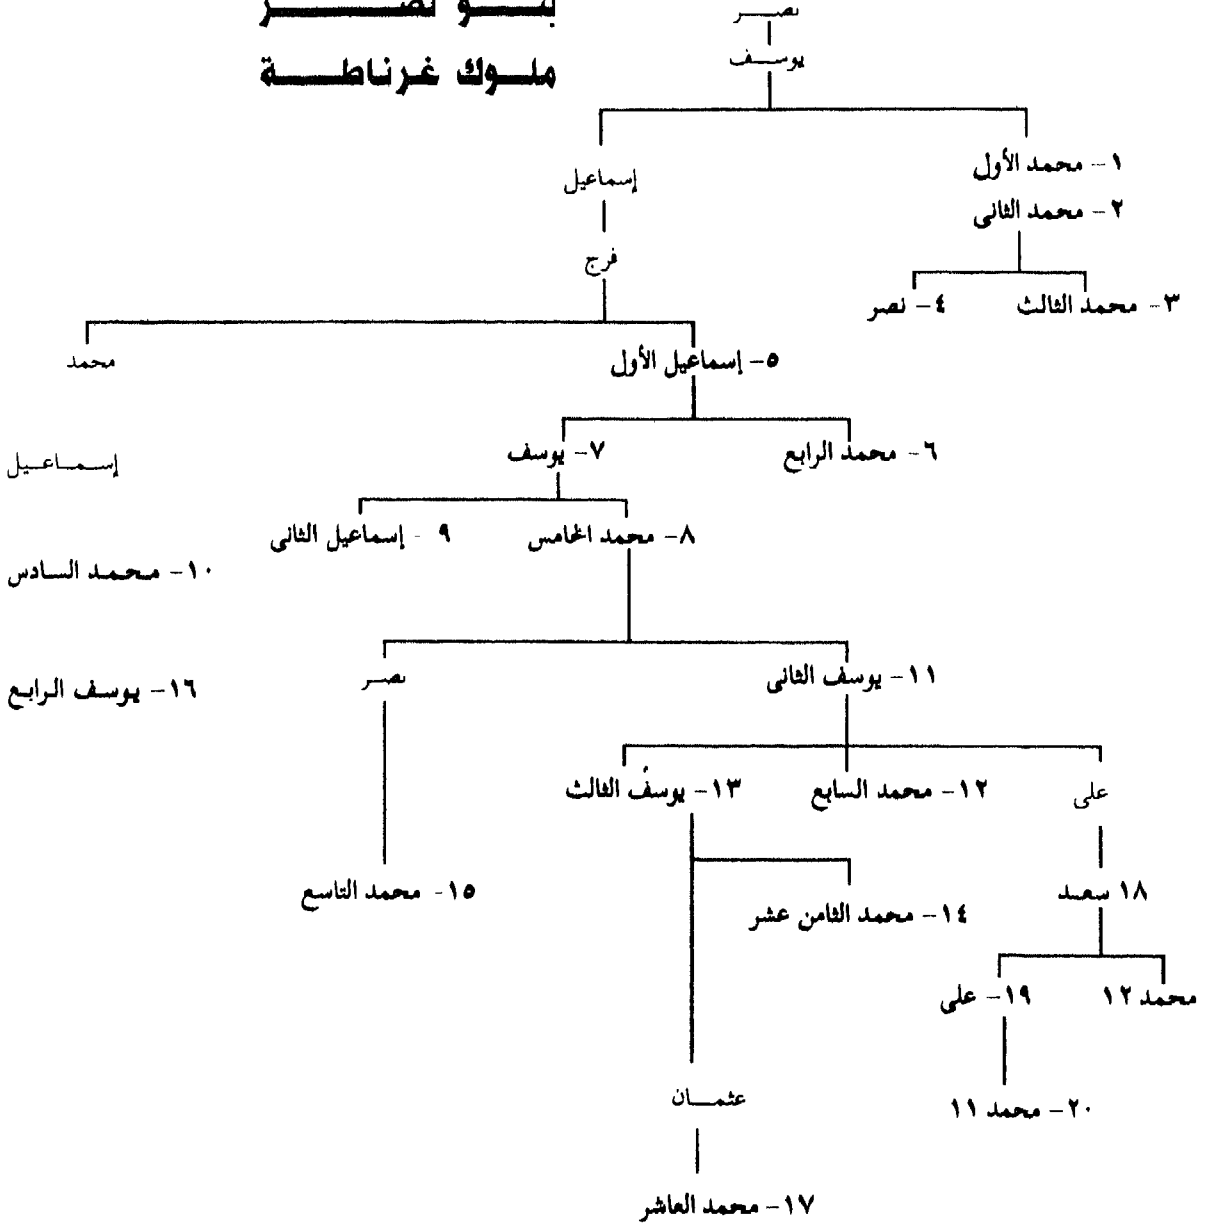 بنو نصر
ملوك غرناطة
نصر
يوسف
إسماعيل
١- محمد الأول
٢- محمد الثانى
فرج
٣- محمد الثالث
٤- نصر
٥- إسماعيل الأول
محمد
٦- محمد الرابع
٧- يوسف
إسماعيل
٨- محمد الخامس
٩ - إسماعيل الثانى
١٠- محمد السادس
١١- يوسف الثانى
نصر
١٦- يوسف الرابع
على
١٢- محمد السابع
١٣- يوسف الثالث
١٨ سعد
١٥- محمد التاسع
١٤- محمد الثامن عشر
محمد ١٢
١٩- على
عثمان
٢٠- محمد ١١
١٧- محمد العاشر